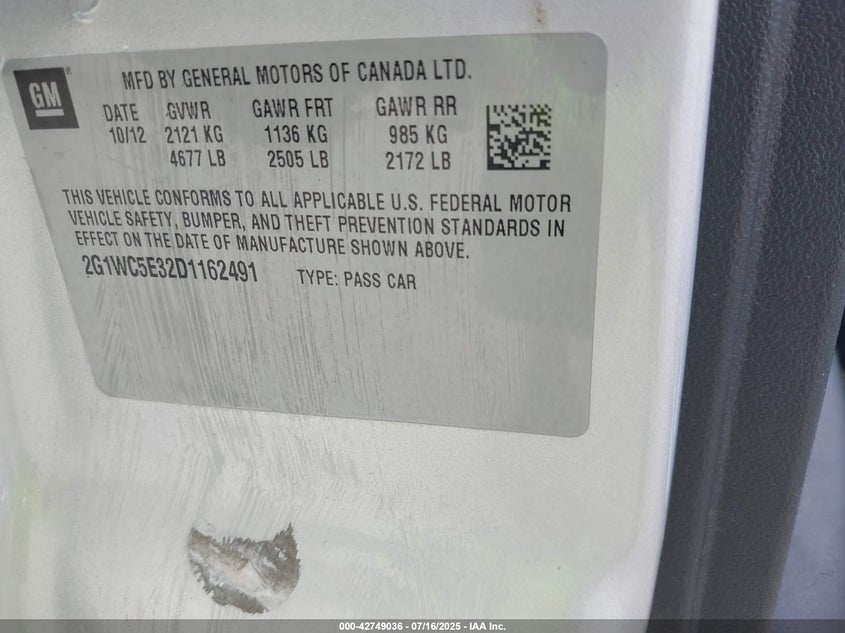 GM®
MFD BY GENERAL MOTORS OF CANADA LTD.
DATE GVWR GAWR FRT GAWR RR
10/12 2121 KG 1136 KG 985 KG
4677 LB 2505 LB 2172 LB
THIS VEHICLE CONFORMS TO ALL APPLICABLE U.S. FEDERAL MOTOR
VEHICLE SAFETY, BUMPER, AND THEFT PREVENTION STANDARDS IN
EFFECT ON THE DATE OF MANUFACTURE SHOWN ABOVE.
2G1WC5E32D1162491 TYPE: PASS CAR
000-42749036 - 07/16/2025 - IAA Inc.